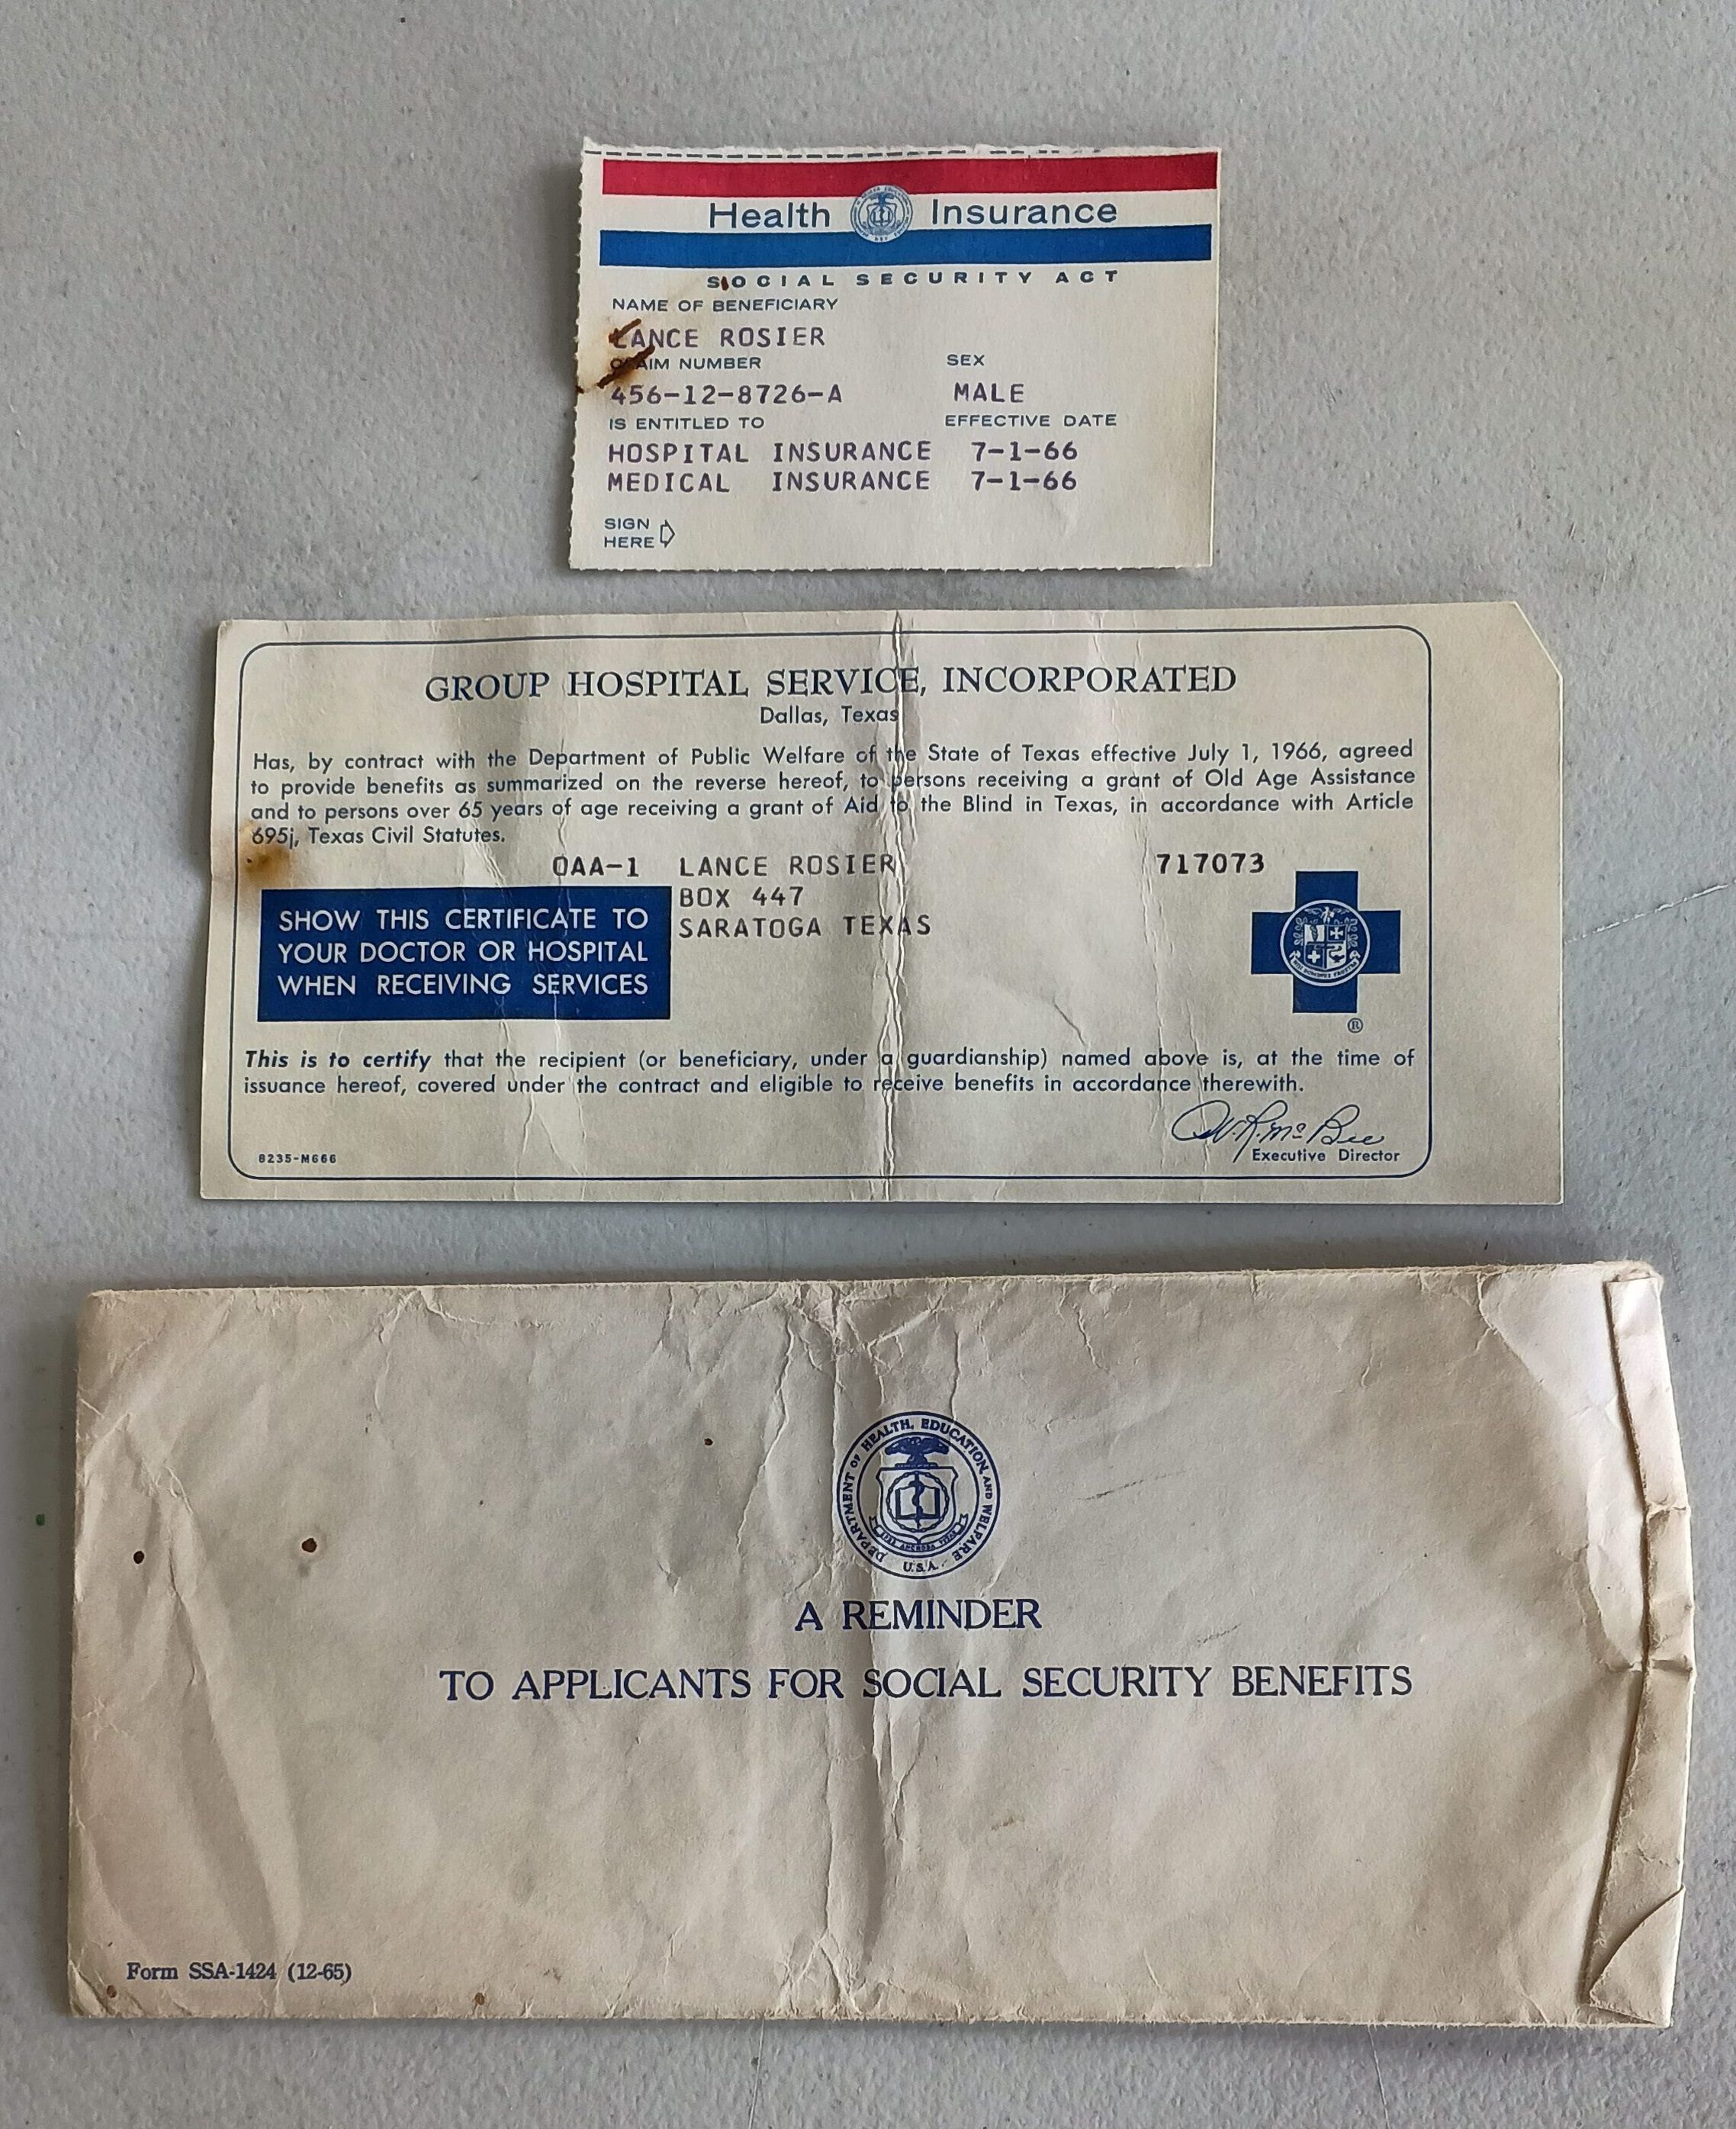 Health Insurance
SOCIAL SECURITY ACT
NAME OF BENEFICIARY
LANCE ROSIER
CLAIM NUMBER SEX
456-12-8726-A MALE
IS ENTITLED TO EFFECTIVE DATE
HOSPITAL INSURANCE 7-1-66
MEDICAL INSURANCE 7-1-66
SIGN
HERE
GROUP HOSPITAL SERVICE, INCORPORATED
Dallas, Texas
Has, by contract with the Department of Public Welfare of the State of Texas effective July 1, 1966, agreed
to provide benefits as summarized on the reverse hereof, to persons receiving a grant of Old Age Assistance
and to persons over 65 years of age receiving a grant of Aid to the Blind in Texas, in accordance with Article
695j, Texas Civil Statutes.
OAA-1 LANCE ROSIER 717073
BOX 447
SARATOGA TEXAS
SHOW THIS CERTIFICATE TO
YOUR DOCTOR OR HOSPITAL
WHEN RECEIVING SERVICES
®
This is to certify that the recipient (or beneficiary, under a guardianship) named above is, at the time of
issuance hereof, covered under the contract and eligible to receive benefits in accordance therewith.
W. R. McBee
Executive Director
8235-M666
DEPARTMENT OF HEALTH, EDUCATION, AND WELFARE
U.S.A.
A REMINDER
TO APPLICANTS FOR SOCIAL SECURITY BENEFITS
Form SSA-1424 (12-65)